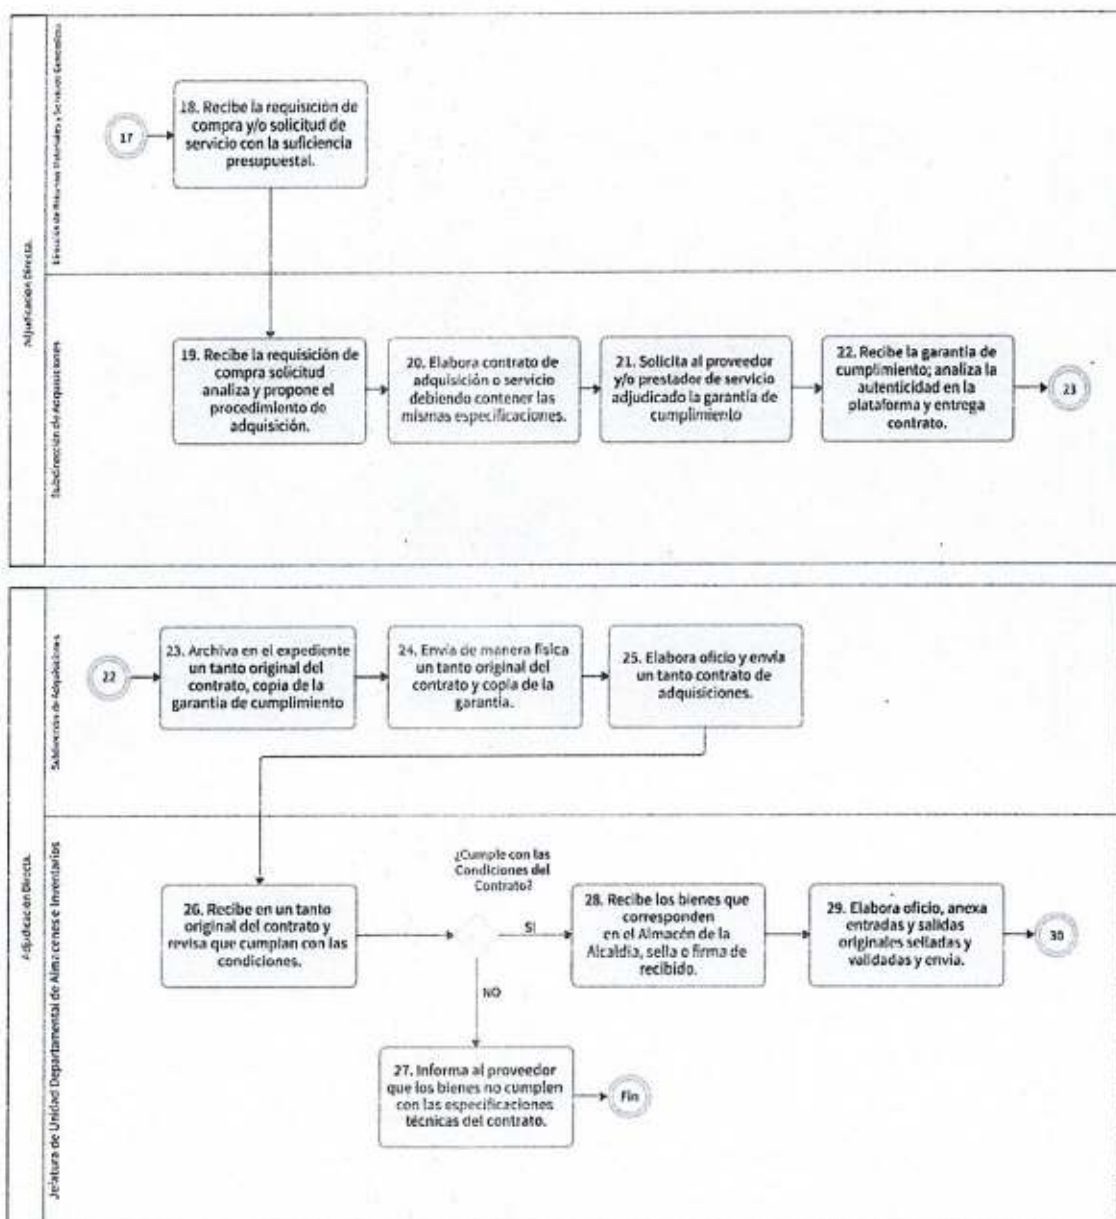 Adjudicación Directa.
Dirección de Recursos Materiales y Servicios Generales
17
18. Recibe la requisición de
compra y/o solicitud de
servicio con la suficiencia
presupuestal.
Subdirección de Adquisiciones
19. Recibe la requisición de
compra solicitud
analiza y propone el
procedimiento de
adquisición.
20. Elabora contrato de
adquisición o servicio
debiendo contener las
mismas especificaciones.
21. Solicita al proveedor
y/o prestador de servicio
adjudicado la garantía de
cumplimiento
22. Recibe la garantía de
cumplimiento; analiza la
autenticidad en la
plataforma y entrega
contrato.
23
Adjudicación Directa.
Subdirección de Adquisiciones
22
23. Archiva en el expediente
un tanto original del
contrato, copia de la
garantía de cumplimiento
24. Envía de manera física
un tanto original del
contrato y copia de la
garantía.
25. Elabora oficio y envía
un tanto contrato de
adquisiciones.
Jefatura de Unidad Departamental de Almacenes e Inventarios
26. Recibe en un tanto
original del contrato y
revisa que cumplan con las
condiciones.
¿Cumple con las
Condiciones del
Contrato?
SI
NO
28. Recibe los bienes que
corresponden
en el Almacén de la
Alcaldía, sella o firma de
recibido.
29. Elabora oficio, anexa
entradas y salidas
originales selladas y
validadas y envía.
30
27. Informa al proveedor
que los bienes no cumplen
con las especificaciones
técnicas del contrato.
Fin